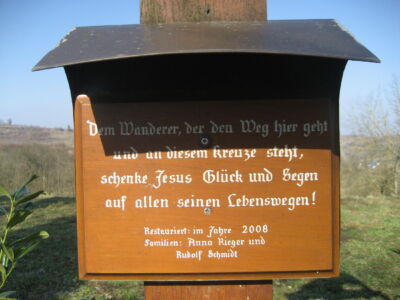 Dem Wanderer, der den Weg hier geht
und an diesem Kreuze steht,
schenke Jesus Glück und Segen
auf allen seinen Lebenswegen!
Restauriert: im Jahre 2008
Familien: Anna Rieger und
Rudolf Schmidt